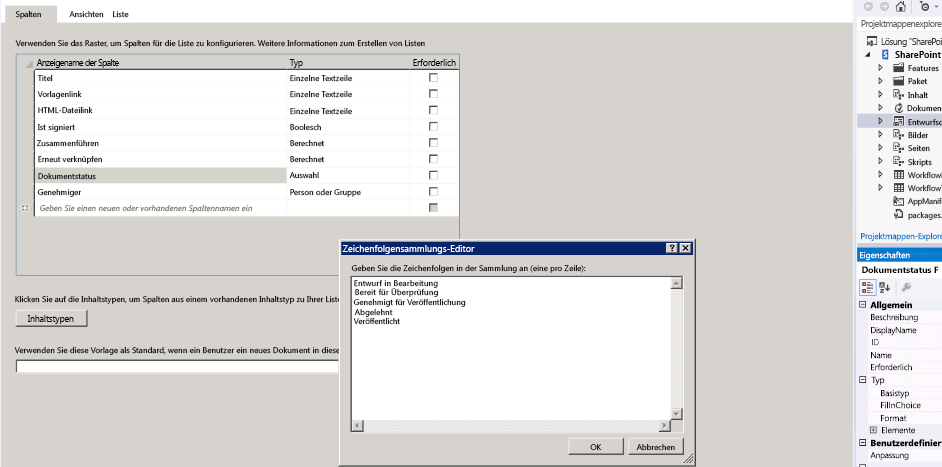 Spalten
Ansichten
Liste
Verwenden Sie das Raster, um Spalten für die Liste zu konfigurieren. Weitere Informationen zum Erstellen von Listen
Anzeigename der Spalte Typ Erforderlich
Titel Einzelne Textzeile
Vorlagenlink Einzelne Textzeile
HTML-Dateilink Einzelne Textzeile
Ist signiert Boolesch
Zusammenführen Berechnet
Erneut verknüpfen Berechnet
Dokumentstatus Auswahl
Genehmiger Person oder Gruppe
Geben Sie einen neuen oder vorhandenen Spaltennamen ein
Klicken Sie auf die Inhaltstypen, um Spalten aus einem vorhandenen Inhaltstyp zu Ihrer Liste
Inhaltstypen
Verwenden Sie diese Vorlage als Standard, wenn ein Benutzer ein neues Dokument in diese
Zeichenfolgensammlungs-Editor
Geben Sie die Zeichenfolgen in der Sammlung an (eine pro Zeile):
Entwurf in Bearbeitung
Bereit für Überprüfung
Genehmigt für Veröffentlichung
Abgelehnt
Veröffentlicht
OK
Abbrechen
Projektmappenexplore
Lösung "SharePoi
SharePoint
Features
Paket
Inhalt
Dokumen
Entwurfsc
Bilder
Seiten
Skripts
Workflow
Workflow
AppManif
packages.
Projektmappen-Explore
Eigenschaften
Dokumentstatus F
Allgemein
Beschreibung
DisplayName
ID
Name
Erforderlich
Typ
Basistyp
FillInChoice
Format
Elemente
Benutzerdefinier
Anpassung